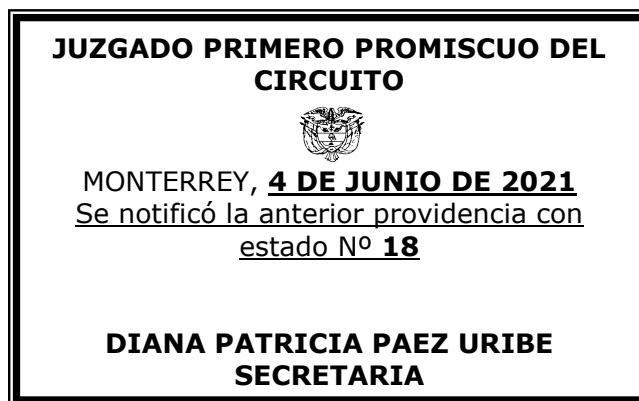 JUZGADO PRIMERO PROMISCUO DEL
CIRCUITO
MONTERREY, 4 DE JUNIO DE 2021
Se notificó la anterior providencia con
estado Nº 18
DIANA PATRICIA PAEZ URIBE
SECRETARIA